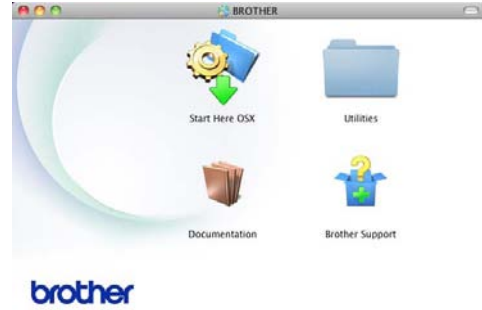 BROTHER
Start Here OSX
Utilities
Documentation
Brother Support
brother